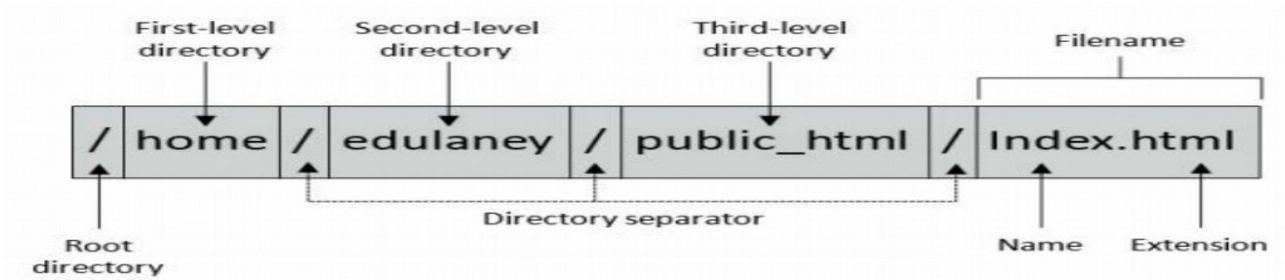 First-level directory
Second-level directory
Third-level directory
Filename
/ home / edulaney / public_html / Index.html
Directory separator
Root directory
Name
Extension